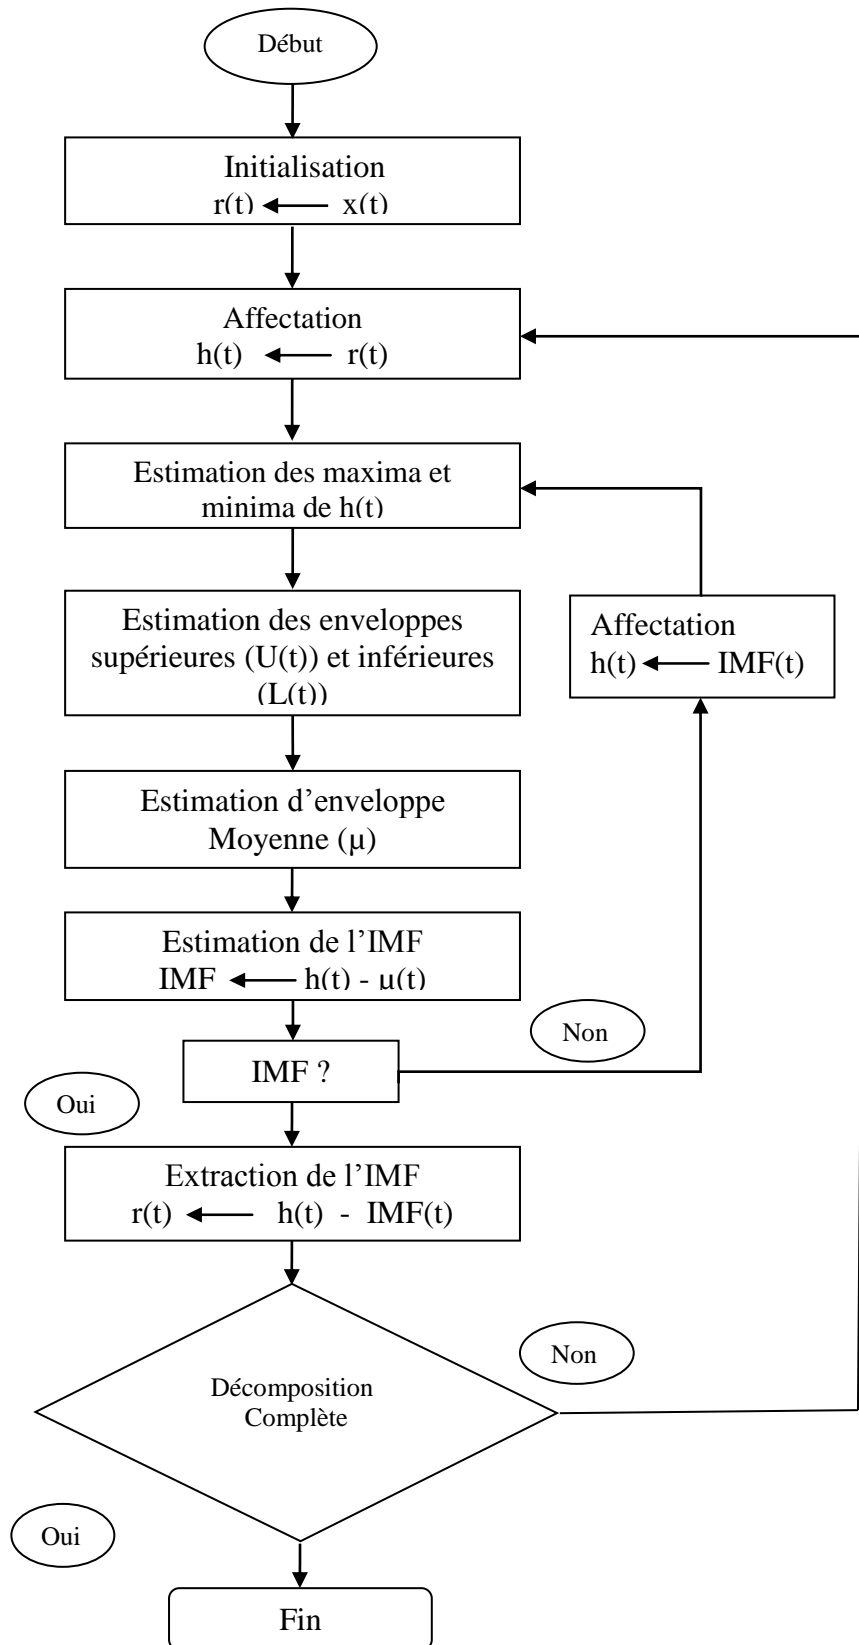 Début
Initialisation
r(t) ← x(t)
Affectation
h(t) ← r(t)
Estimation des maxima et
minima de h(t)
Estimation des enveloppes
supérieures (U(t)) et inférieures
(L(t))
Affectation
h(t) ← IMF(t)
Estimation d’enveloppe
Moyenne (µ)
Estimation de l’IMF
IMF ← h(t) - µ(t)
Non
IMF ?
Oui
Extraction de l’IMF
r(t) ← h(t) - IMF(t)
Non
Décomposition
Complète
Oui
Fin